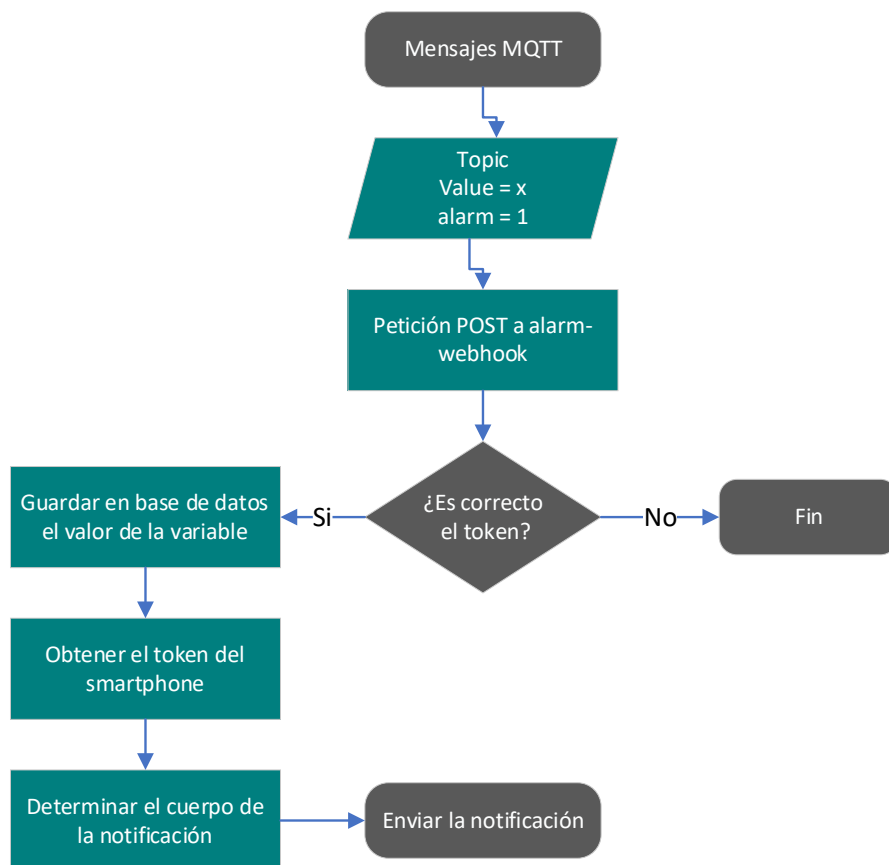 Mensajes MQTT
Topic
Value = x
alarm = 1
Petición POST a alarm-
webhook
¿Es correcto
el token?
Si
No
Fin
Guardar en base de datos
el valor de la variable
Obtener el token del
smartphone
Determinar el cuerpo de
la notificación
Enviar la notificación